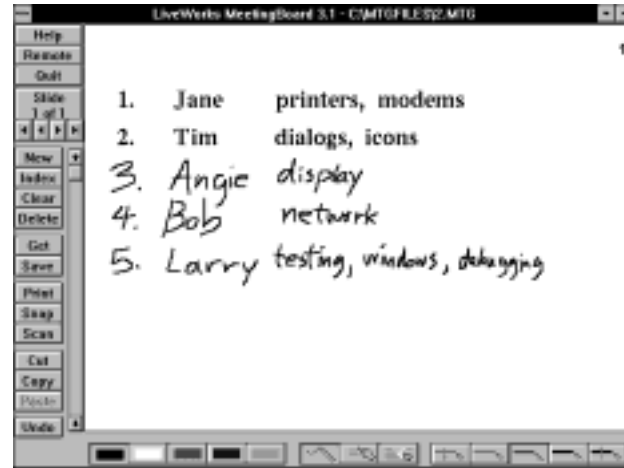 LiveWorks MeetingBoard 3.1 - C:\MTGFILES\2.MTG
Help
Remote
Quit
Slide
1 of 1
New
Index
Clear
Delete
Get
Save
Print
Snap
Scan
Cut
Copy
Paste
Undo
1. Jane printers, modems
2. Tim dialogs, icons
3. Angie display
4. Bob network
5. Larry testing, windows, debugging